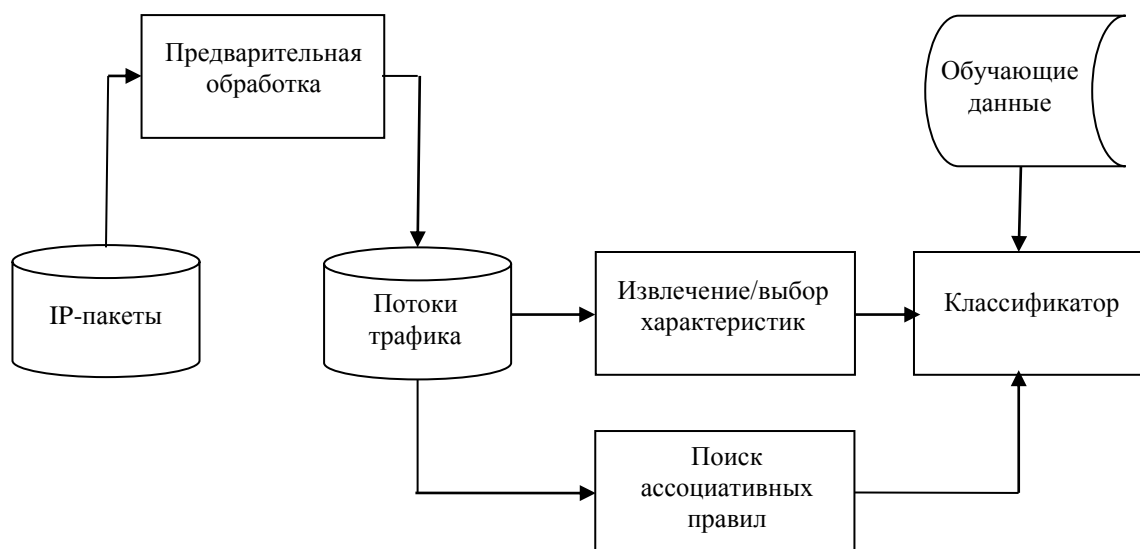 Предварительная
обработка
Обучающие
данные
IP-пакеты
Потоки
трафика
Извлечение/выбор
характеристик
Классификатор
Поиск
ассоциативных
правил